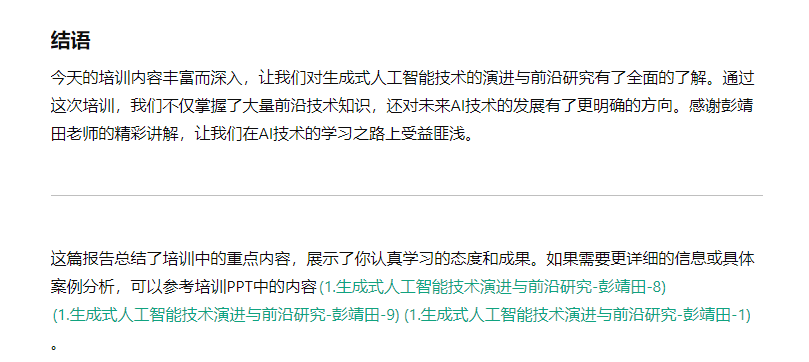 结语
今天的培训内容丰富而深入，让我们对生成式人工智能技术的演进与前沿研究有了全面的了解。通过
这次培训，我们不仅掌握了大量前沿技术知识，还对未来AI技术的发展有了更明确的方向。感谢彭靖
田老师的精彩讲解，让我们在AI技术的学习之路上受益匪浅。
这篇报告总结了培训中的重点内容，展示了你认真学习的态度和成果。如果需要更详细的信息或具体
案例分析，可以参考培训PPT中的内容(1.生成式人工智能技术演进与前沿研究-彭靖田-8)
(1.生成式人工智能技术演进与前沿研究-彭靖田-9) (1.生成式人工智能技术演进与前沿研究-彭靖田-1)
。